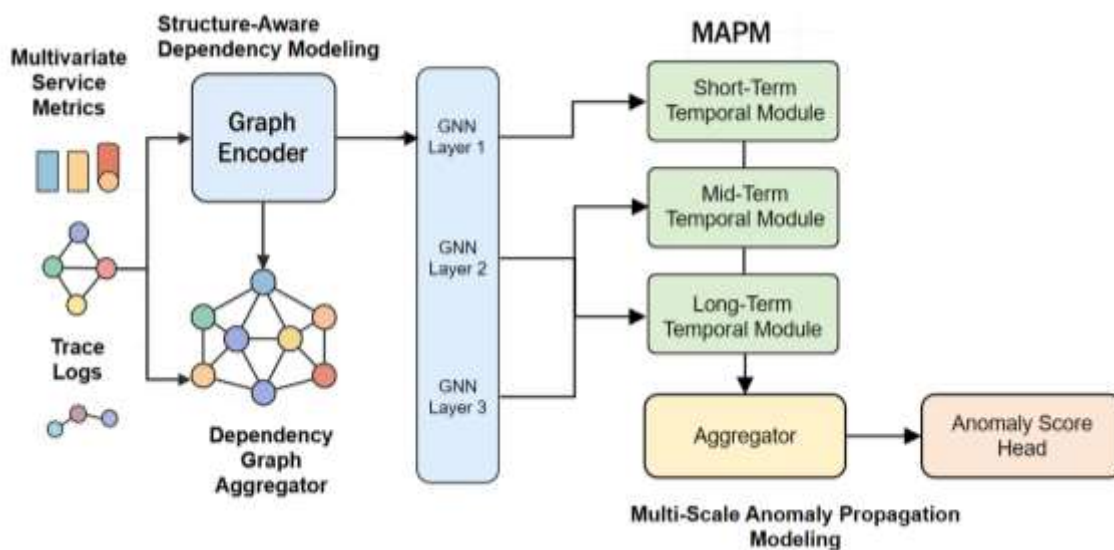 Multivariate
Service
Metrics
Trace
Logs
Structure-Aware
Dependency Modeling
Graph
Encoder
Dependency
Graph
Aggregator
GNN
Layer 1
GNN
Layer 2
GNN
Layer 3
MAPM
Short-Term
Temporal Module
Mid-Term
Temporal Module
Long-Term
Temporal Module
Aggregator
Anomaly Score
Head
Multi-Scale Anomaly Propagation
Modeling